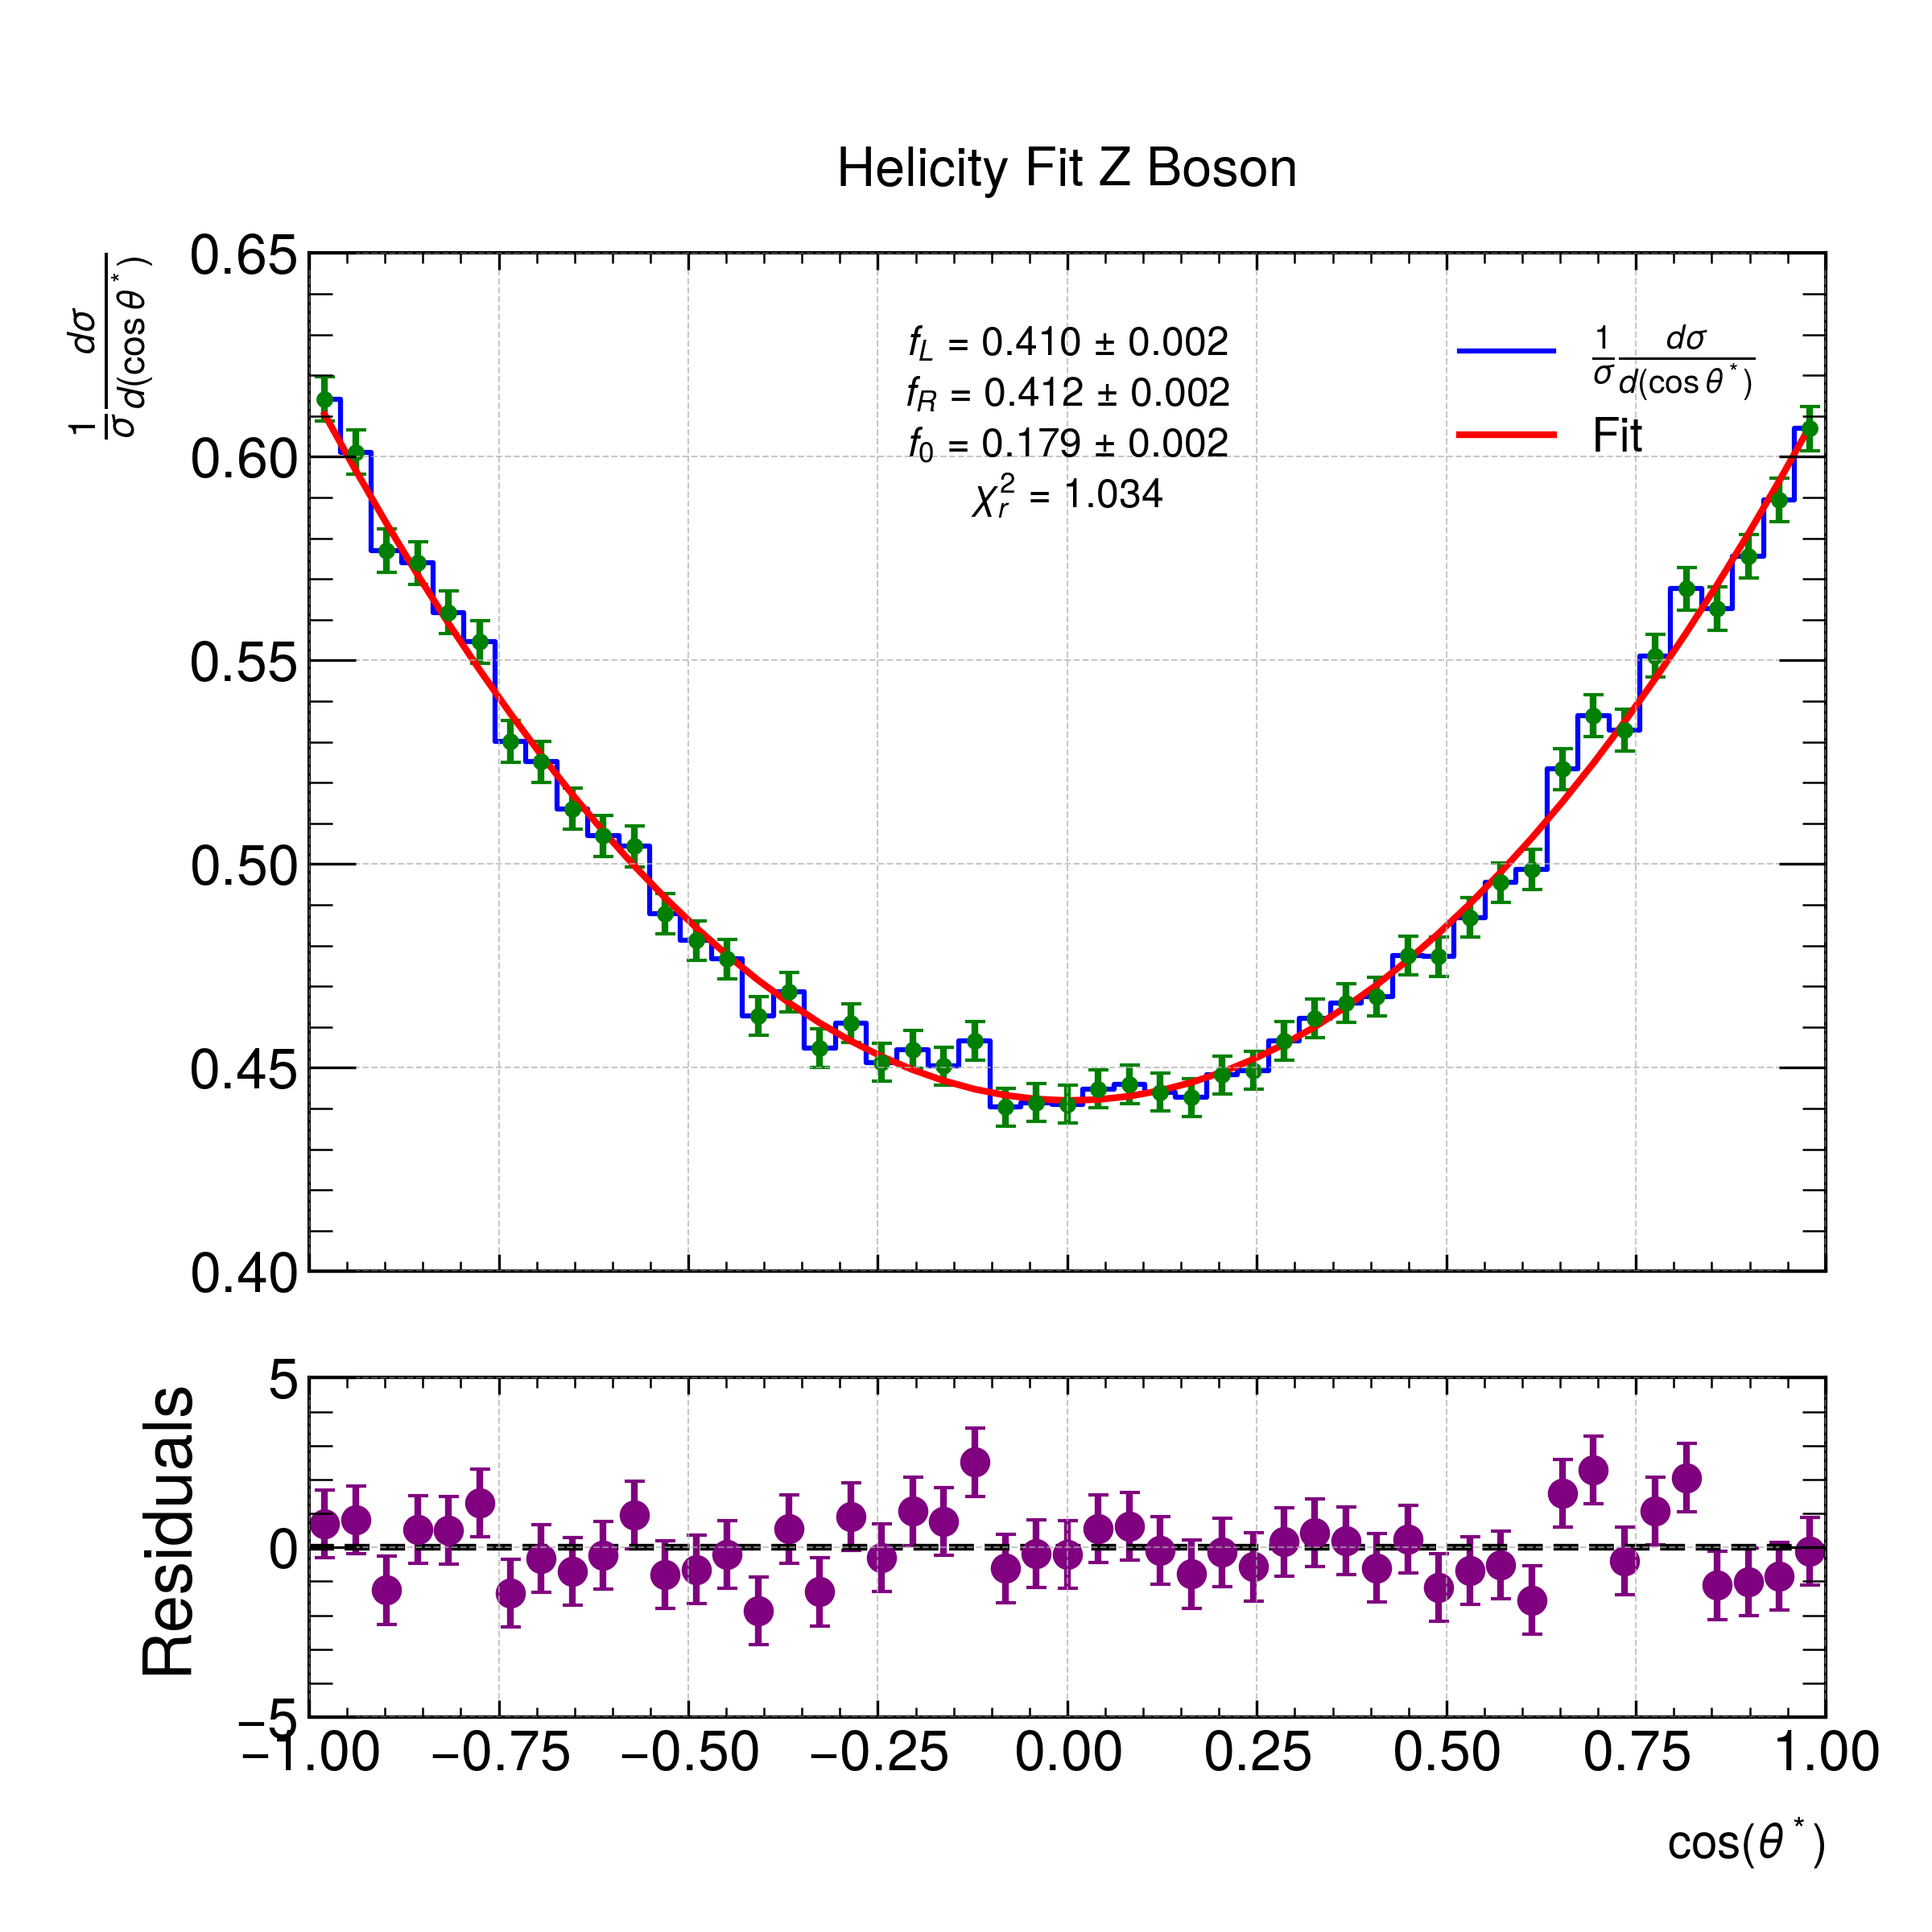 Helicity Fit Z Boson
1/σ dσ/d(cos θ*)
0.65
0.60
0.55
0.50
0.45
0.40
f_L = 0.410 ± 0.002
f_R = 0.412 ± 0.002
f_0 = 0.179 ± 0.002
χ_r^2 = 1.034
1/σ dσ/d(cos θ*)
Fit
Residuals
5
0
−5
−1.00 −0.75 −0.50 −0.25 0.00 0.25 0.50 0.75 1.00
cos(θ*)